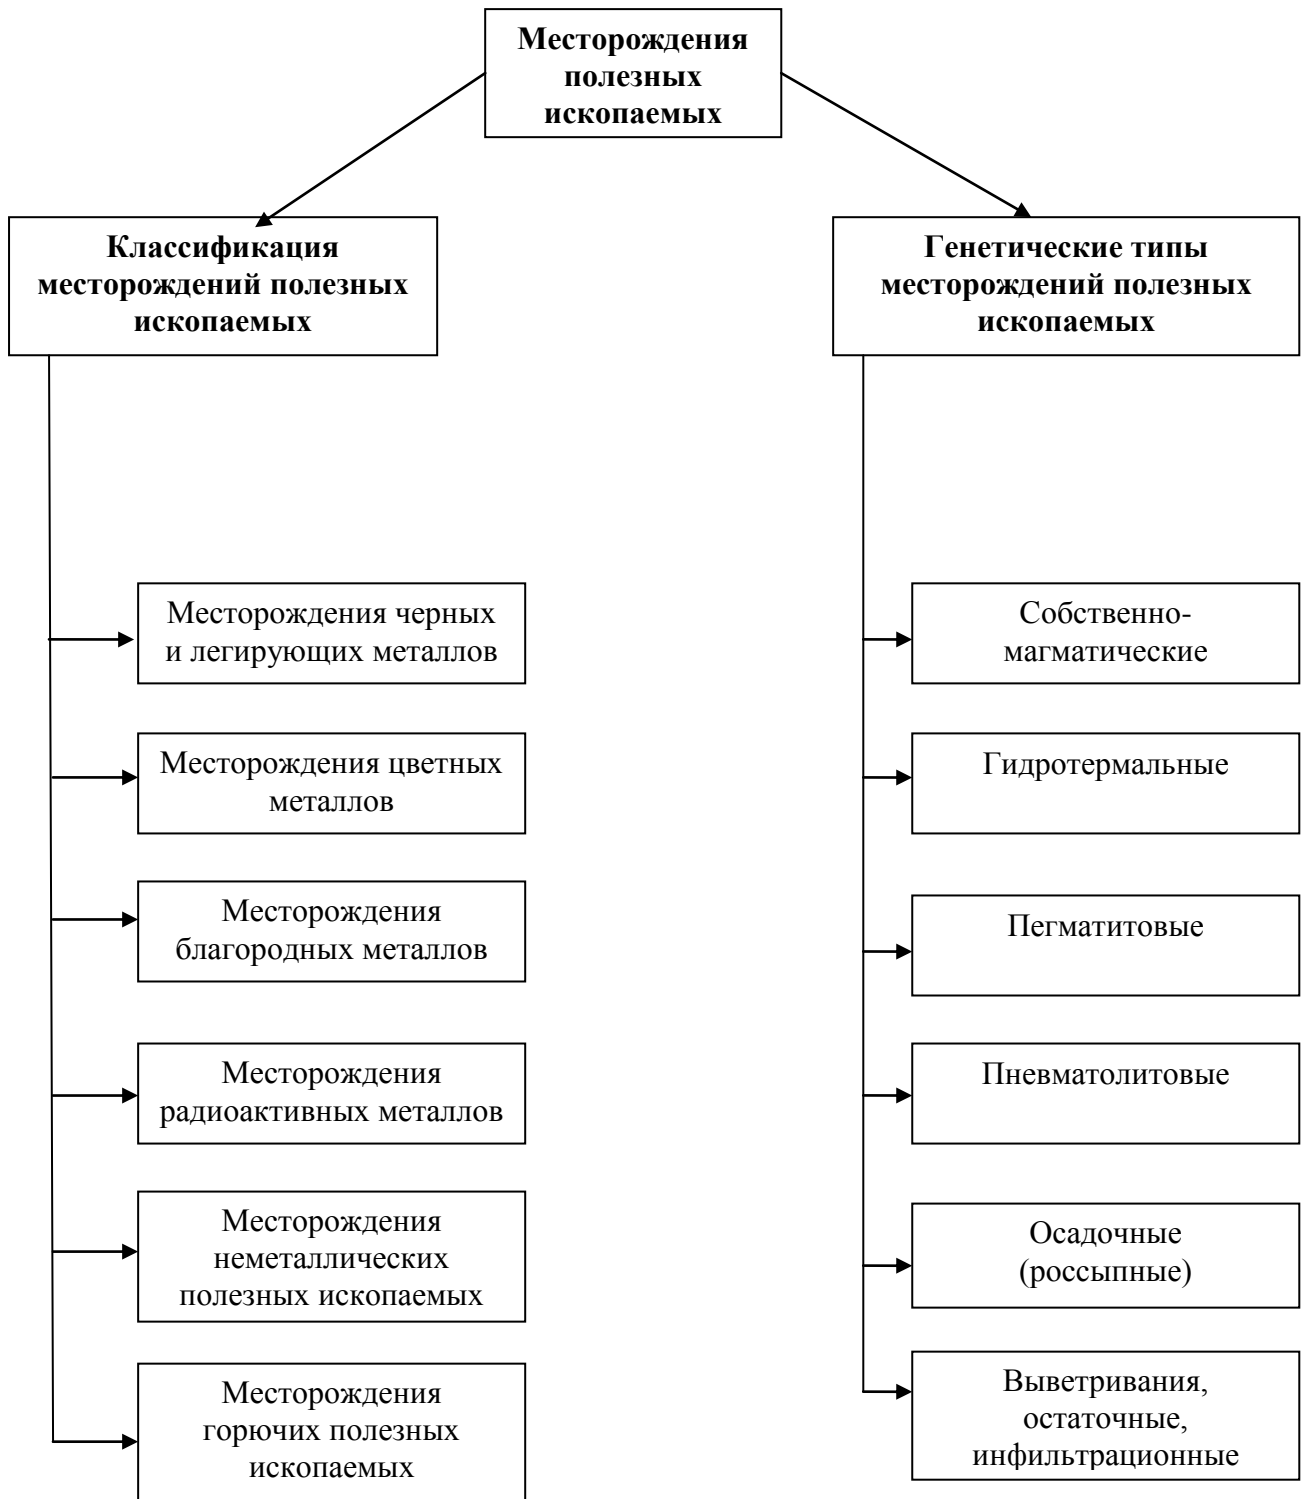 Месторождения
полезных
ископаемых
Классификация
месторождений полезных
ископаемых
Генетические типы
месторождений полезных
ископаемых
Месторождения черных
и легирующих металлов
Месторождения цветных
металлов
Месторождения
благородных металлов
Месторождения
радиоактивных металлов
Месторождения
неметаллических
полезных ископаемых
Месторождения
горючих полезных
ископаемых
Собственно-
магматические
Гидротермальные
Пегматитовые
Пневматолитовые
Осадочные
(россыпные)
Выветривания,
остаточные,
инфильтрационные